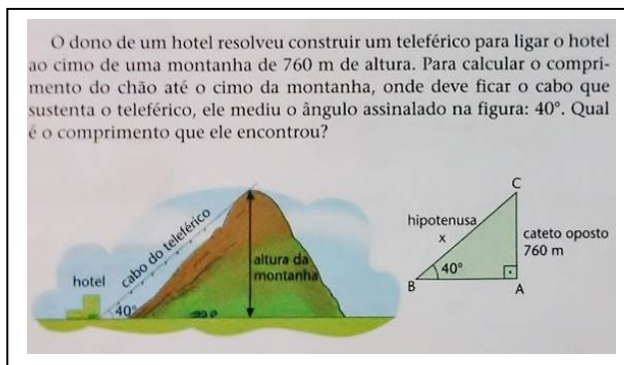 O dono de um hotel resolveu construir um teleférico para ligar o hotel
ao cimo de uma montanha de 760 m de altura. Para calcular o compri-
mento do chão até o cimo da montanha, onde deve ficar o cabo que
sustenta o teleférico, ele mediu o ângulo assinalado na figura: 40°. Qual
é o comprimento que ele encontrou?
hotel
cabo do teleférico
40°
altura da
montanha
C
hipotenusa
x
cateto oposto
760 m
40°
B
A